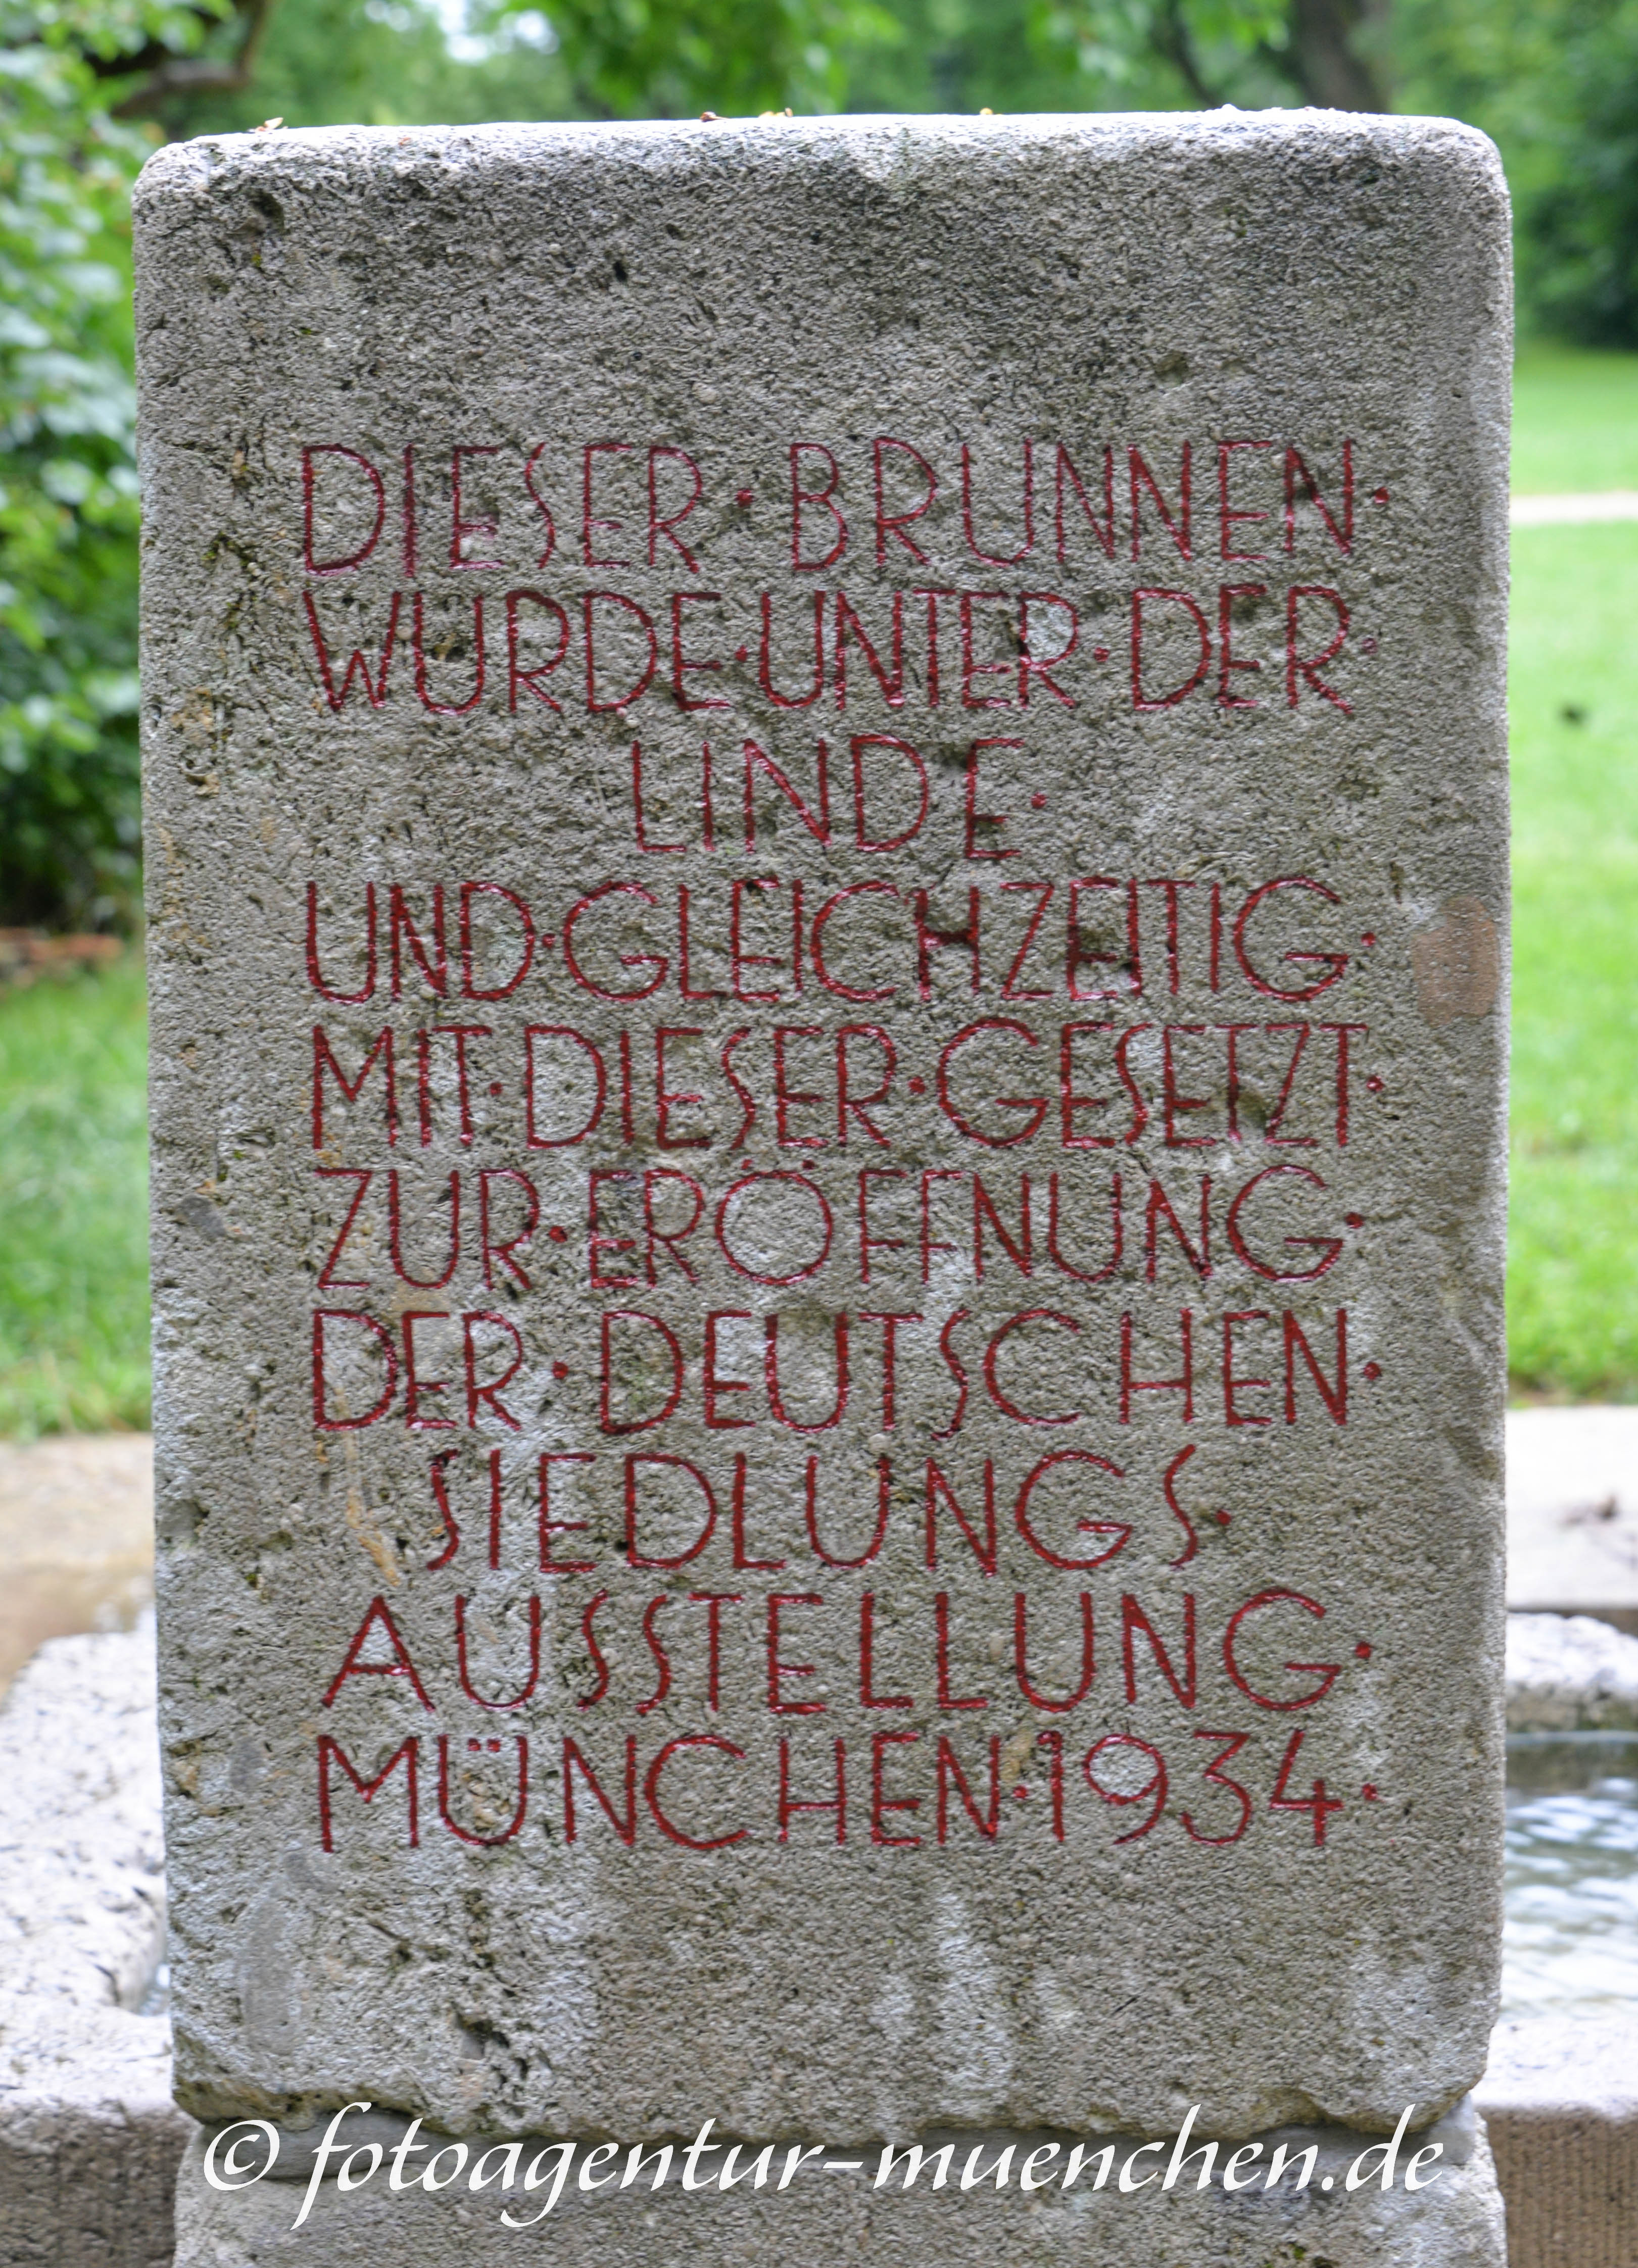 DIESER·BRUNNEN·
WURDE·UNTER·DER·
LINDE·
UND·GLEICHZEITIG·
MIT·DIESER·GESETZT·
ZUR·ERÖFFNUNG·
DER·DEUTSCHEN·
SIEDLUNGS·
AUSSTELLUNG·
MÜNCHEN·1934·
© fotoagentur-muenchen.de